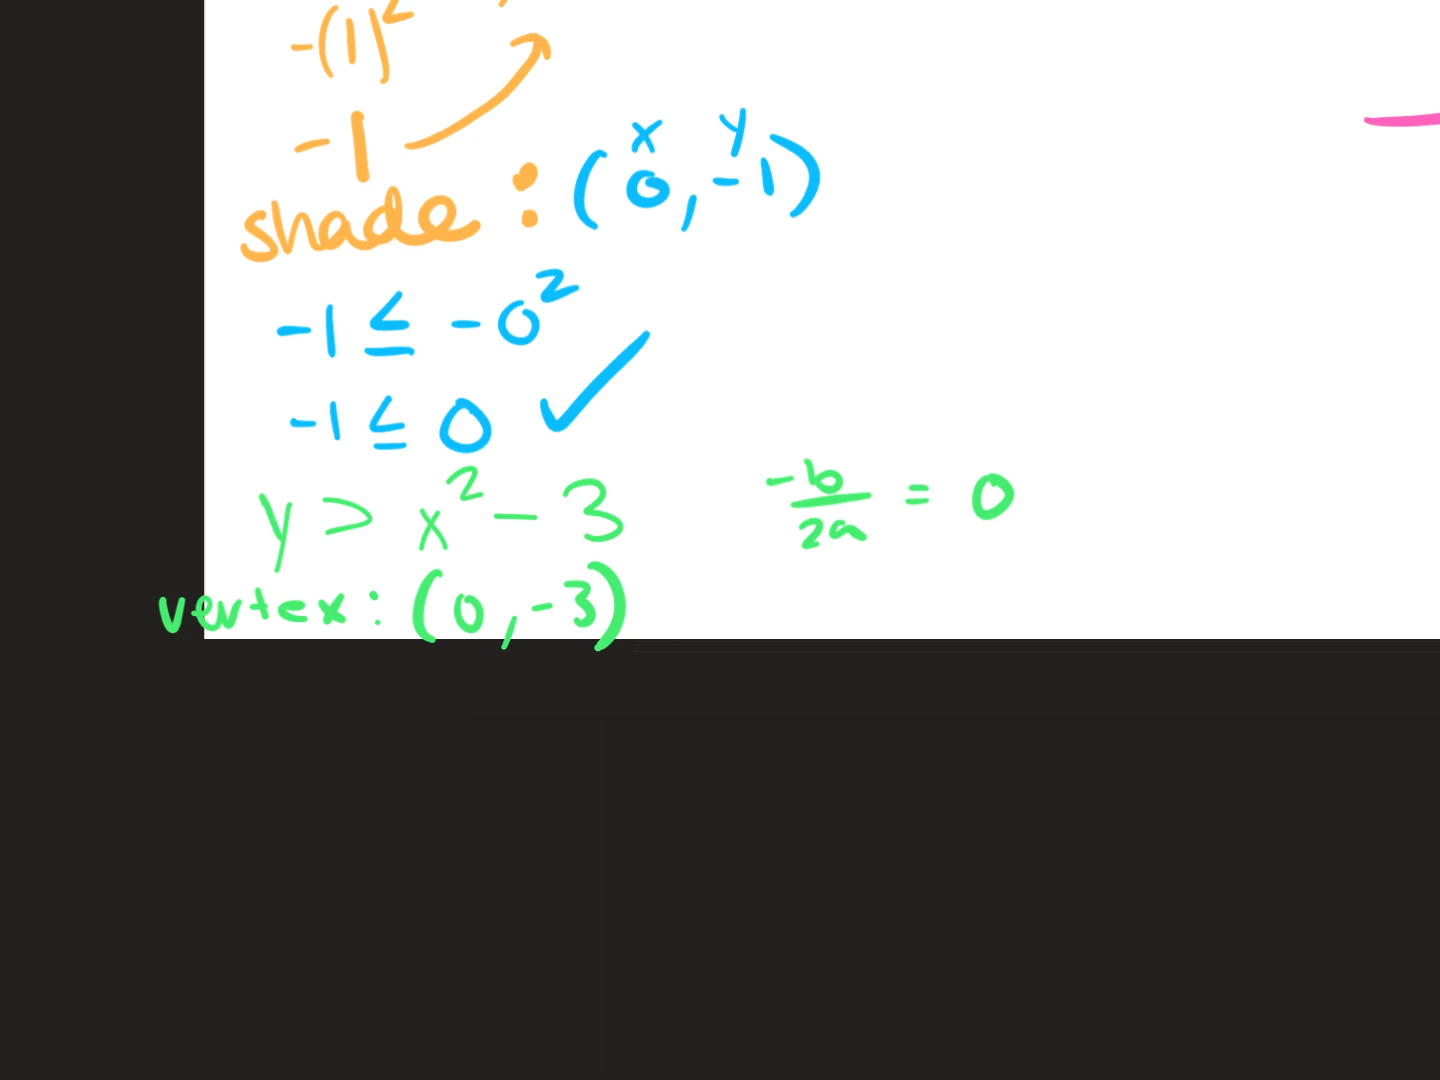 -(1)²
-1
x y
shade : (0, -1)
-1 ≤ -0²
-1 ≤ 0 ✓
y > x² - 3
-b/2a = 0
vertex: (0, -3)